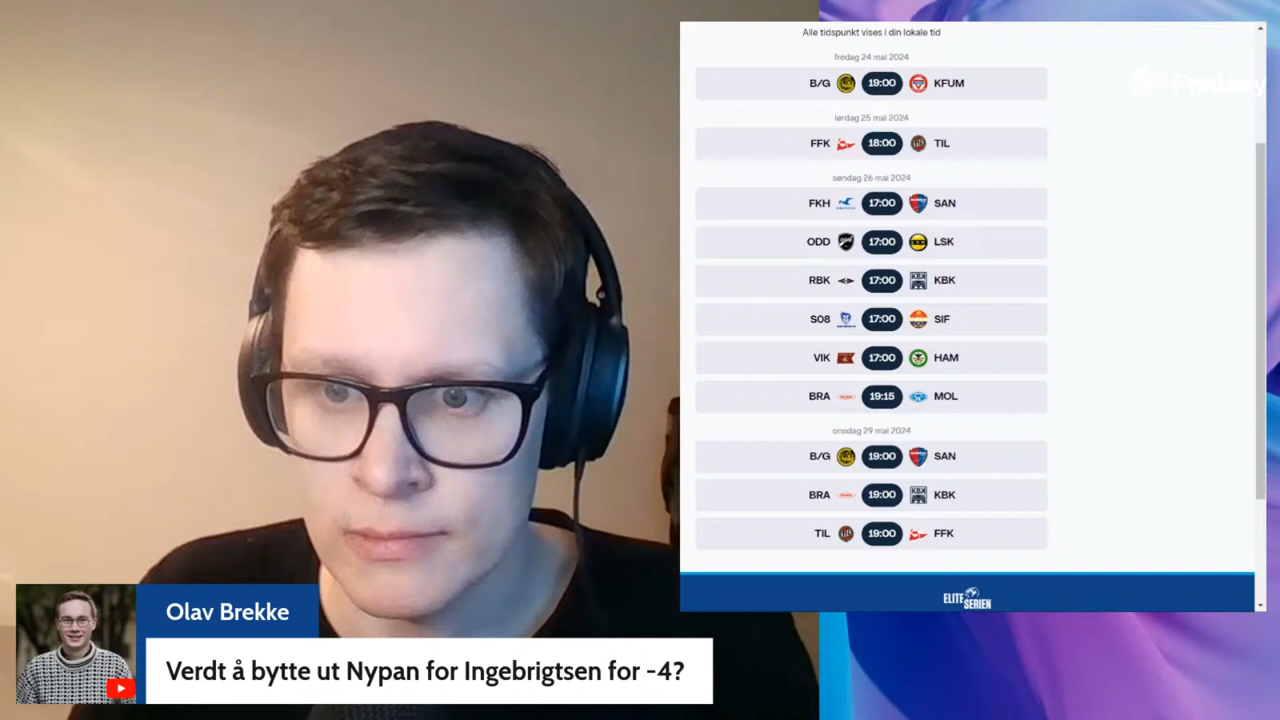 Alle tidspunkt vises i din lokale tid
fredag 24 mai 2024
B/G 19:00 KFUM
Fantasy
lørdag 25 mai 2024
FFK 18:00 TIL
søndag 26 mai 2024
FKH 17:00 SAN
ODD 17:00 LSK
RBK 17:00 KBK
S08 17:00 SIF
VIK 17:00 HAM
BRA 19:15 MOL
onsdag 29 mai 2024
B/G 19:00 SAN
BRA 19:00 KBK
TIL 19:00 FFK
ELITE
SERIEN
Olav Brekke
Verdt å bytte ut Nypan for Ingebrigtsen for -4?